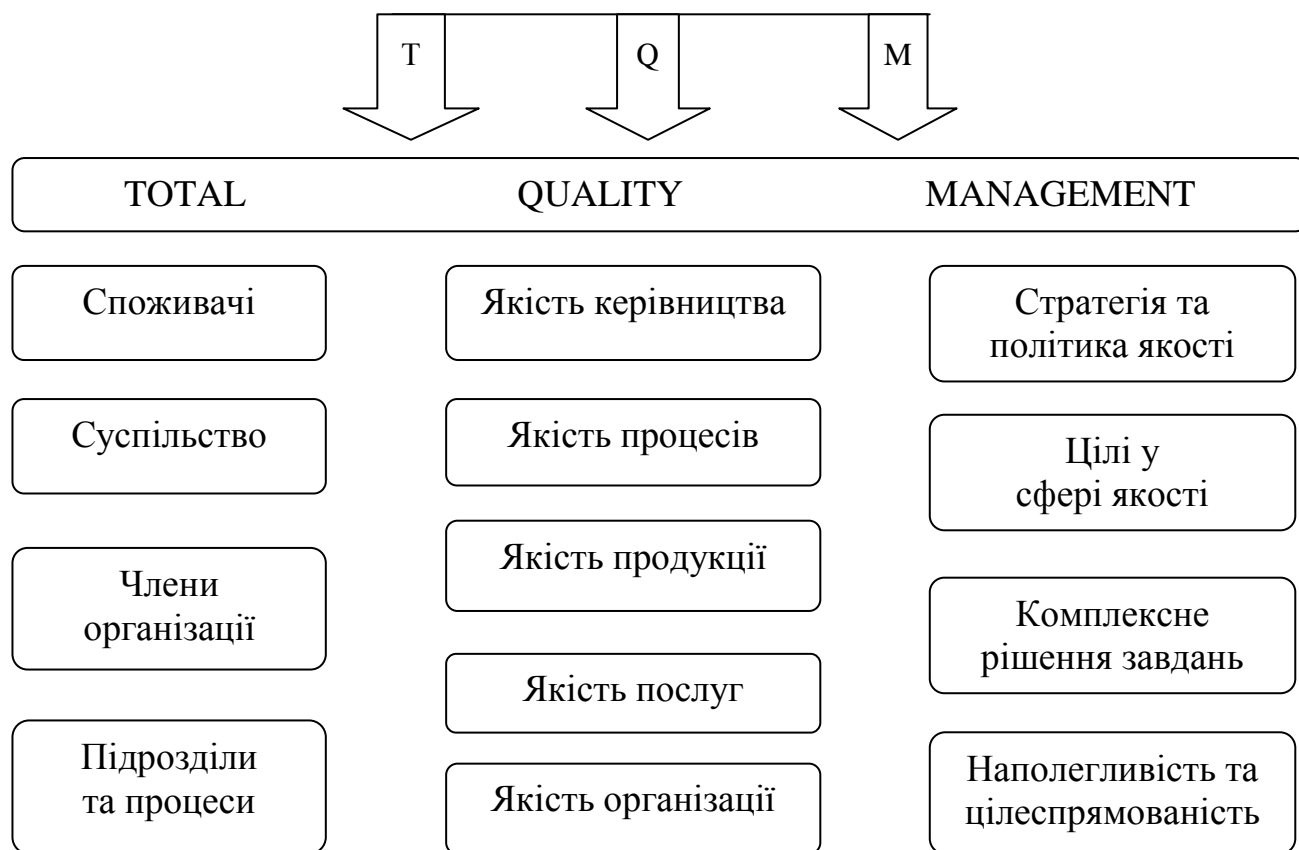 T
Q
M
TOTAL
QUALITY
MANAGEMENT
Споживачі
Суспільство
Члени
організації
Підрозділи
та процеси
Якість керівництва
Якість процесів
Якість продукції
Якість послуг
Якість організації
Стратегія та
політика якості
Цілі у
сфері якості
Комплексне
рішення завдань
Наполегливість та
цілеспрямованість